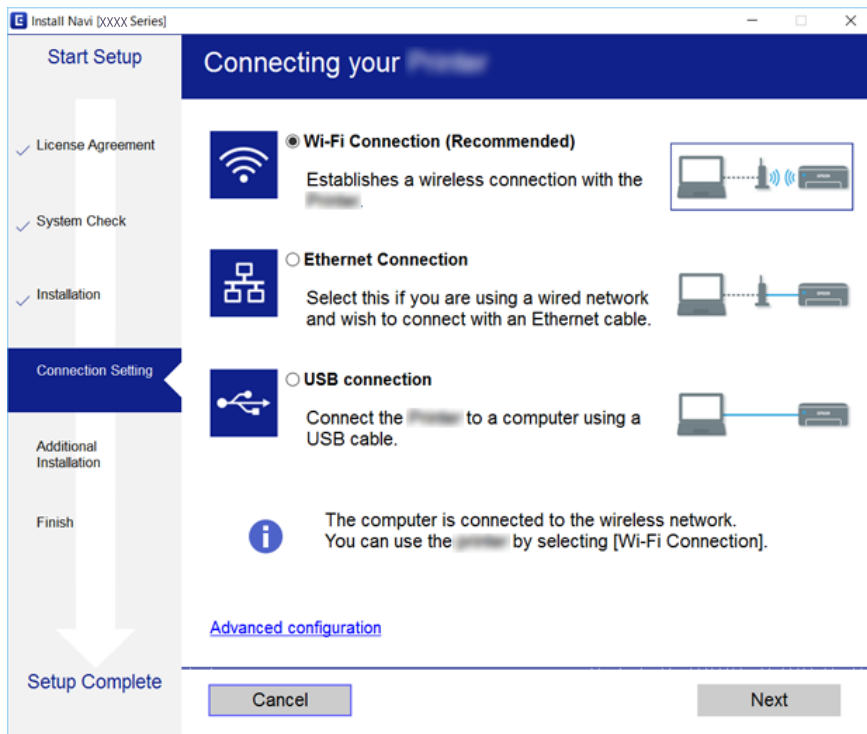 Install Navi [XXXX Series]
Start Setup
License Agreement
System Check
Installation
Connection Setting
Additional
Installation
Finish
Setup Complete
Connecting your
Wi-Fi Connection (Recommended)
Establishes a wireless connection with the
.
Ethernet Connection
Select this if you are using a wired network
and wish to connect with an Ethernet cable.
USB connection
Connect the to a computer using a
USB cable.
The computer is connected to the wireless network.
You can use the by selecting [Wi-Fi Connection].
Advanced configuration
Cancel
Next